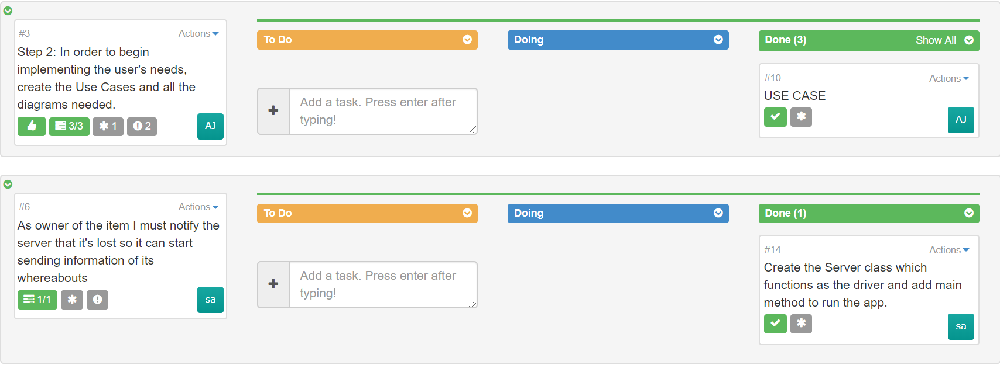 #3 Actions
Step 2: In order to begin
implementing the user's needs,
create the Use Cases and all the
diagrams needed.
3/3 1 2 AJ
To Do
Add a task. Press enter after
typing!
Doing
Done (3) Show All
#10 Actions
USE CASE
AJ
#6 Actions
As owner of the item I must notify the
server that it's lost so it can start
sending information of its
whereabouts
1/1 sa
To Do
Add a task. Press enter after
typing!
Doing
Done (1)
#14 Actions
Create the Server class which
functions as the driver and add main
method to run the app.
sa